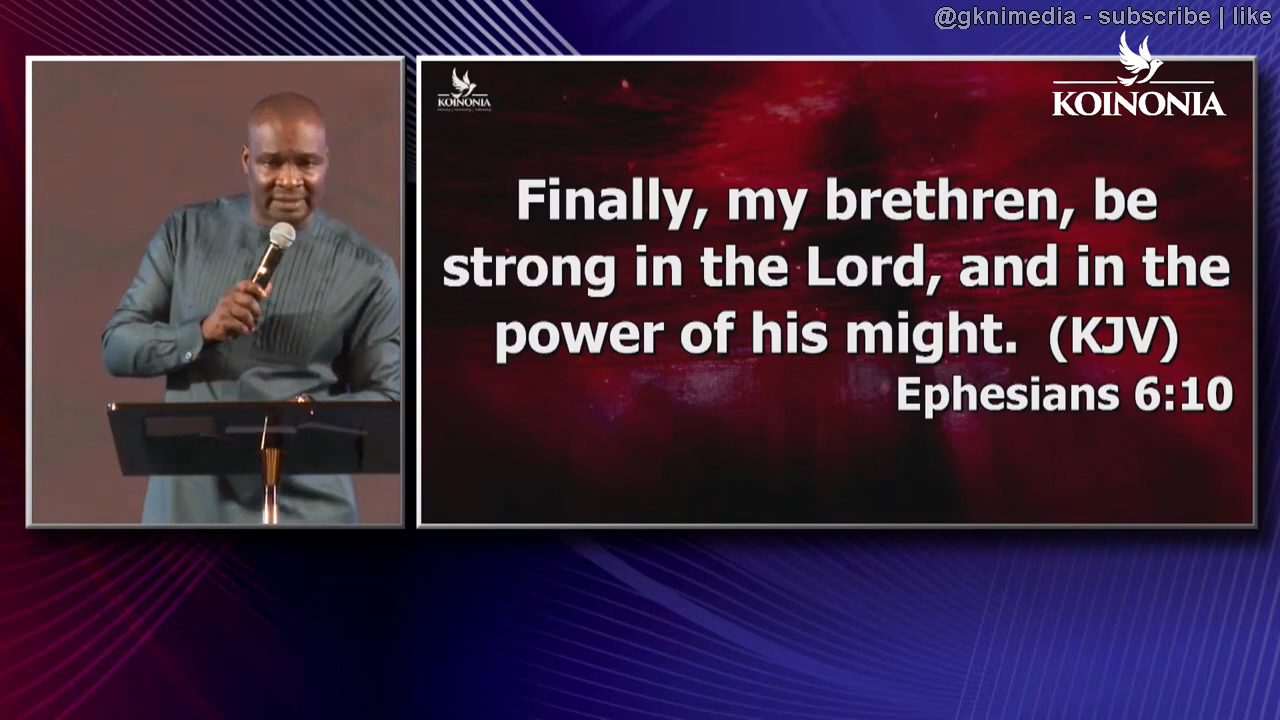 @gknimedia - subscribe | like
KOINONIA
KOINONIA
Finally, my brethren, be
strong in the Lord, and in the
power of his might. (KJV)
Ephesians 6:10